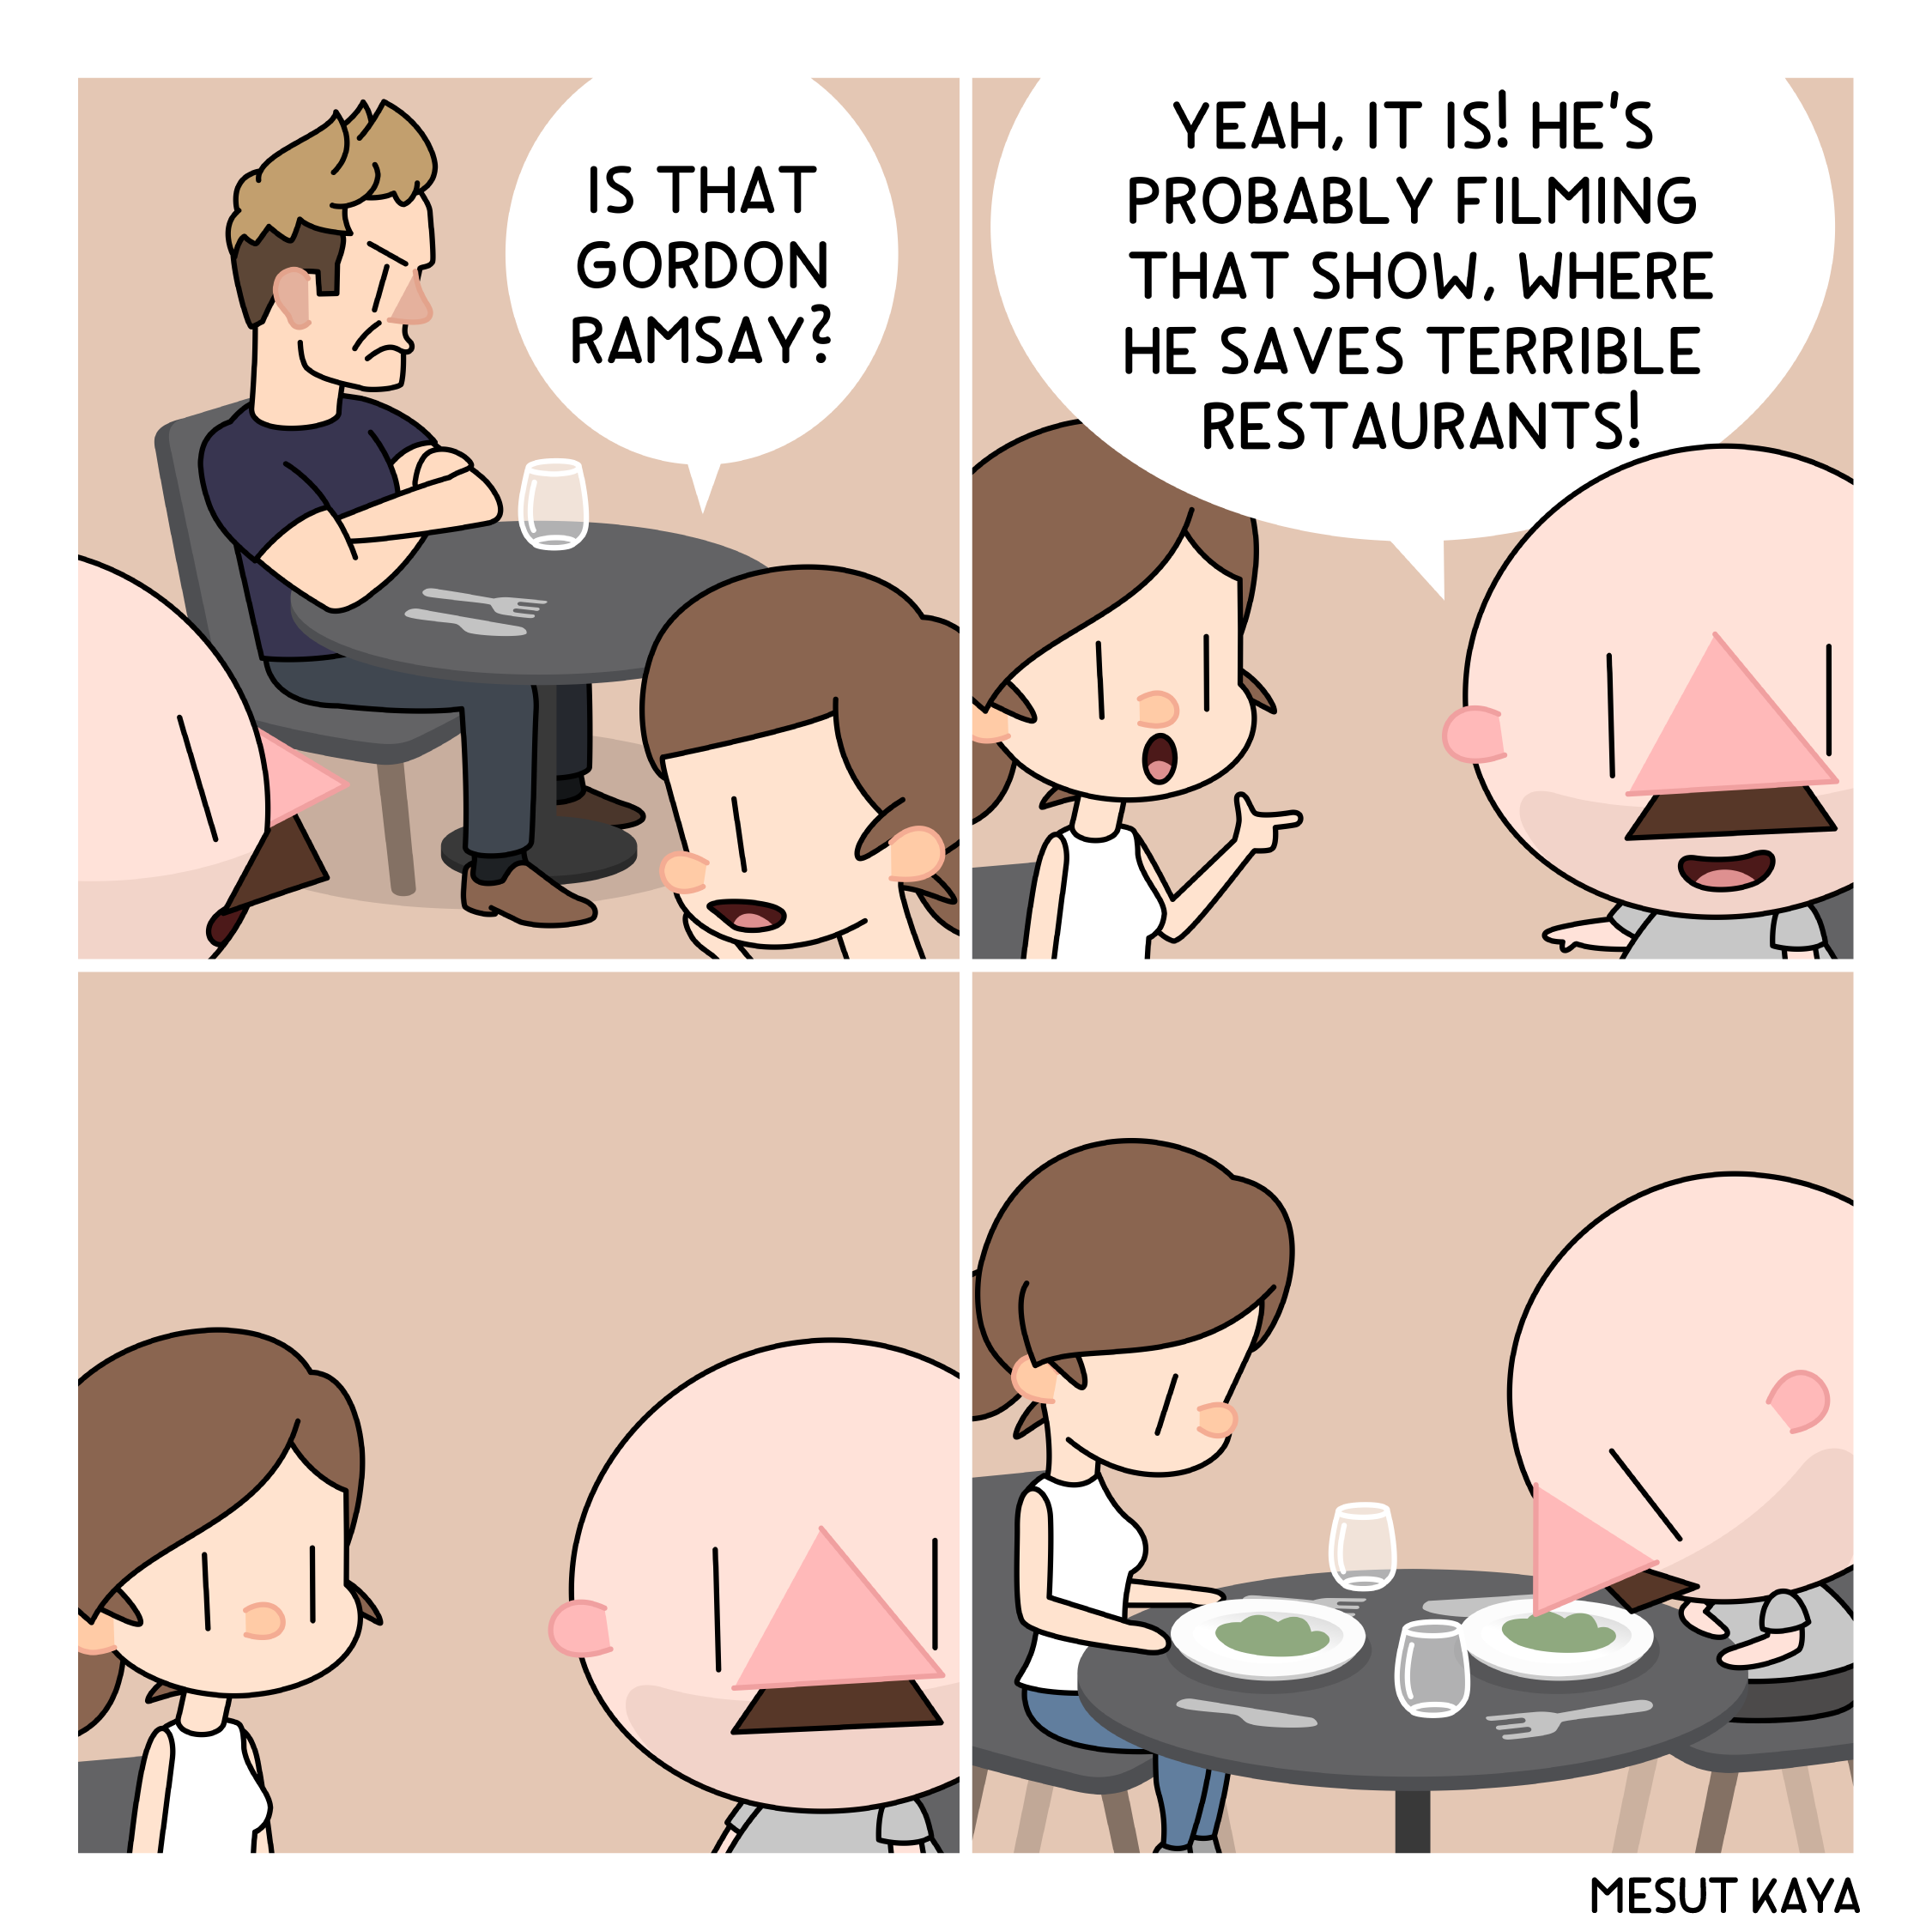 IS THAT
GORDON
RAMSAY?
YEAH, IT IS! HE'S
PROBABLY FILMING
THAT SHOW, WHERE
HE SAVES TERRIBLE
RESTAURANTS!
MESUT KAYA